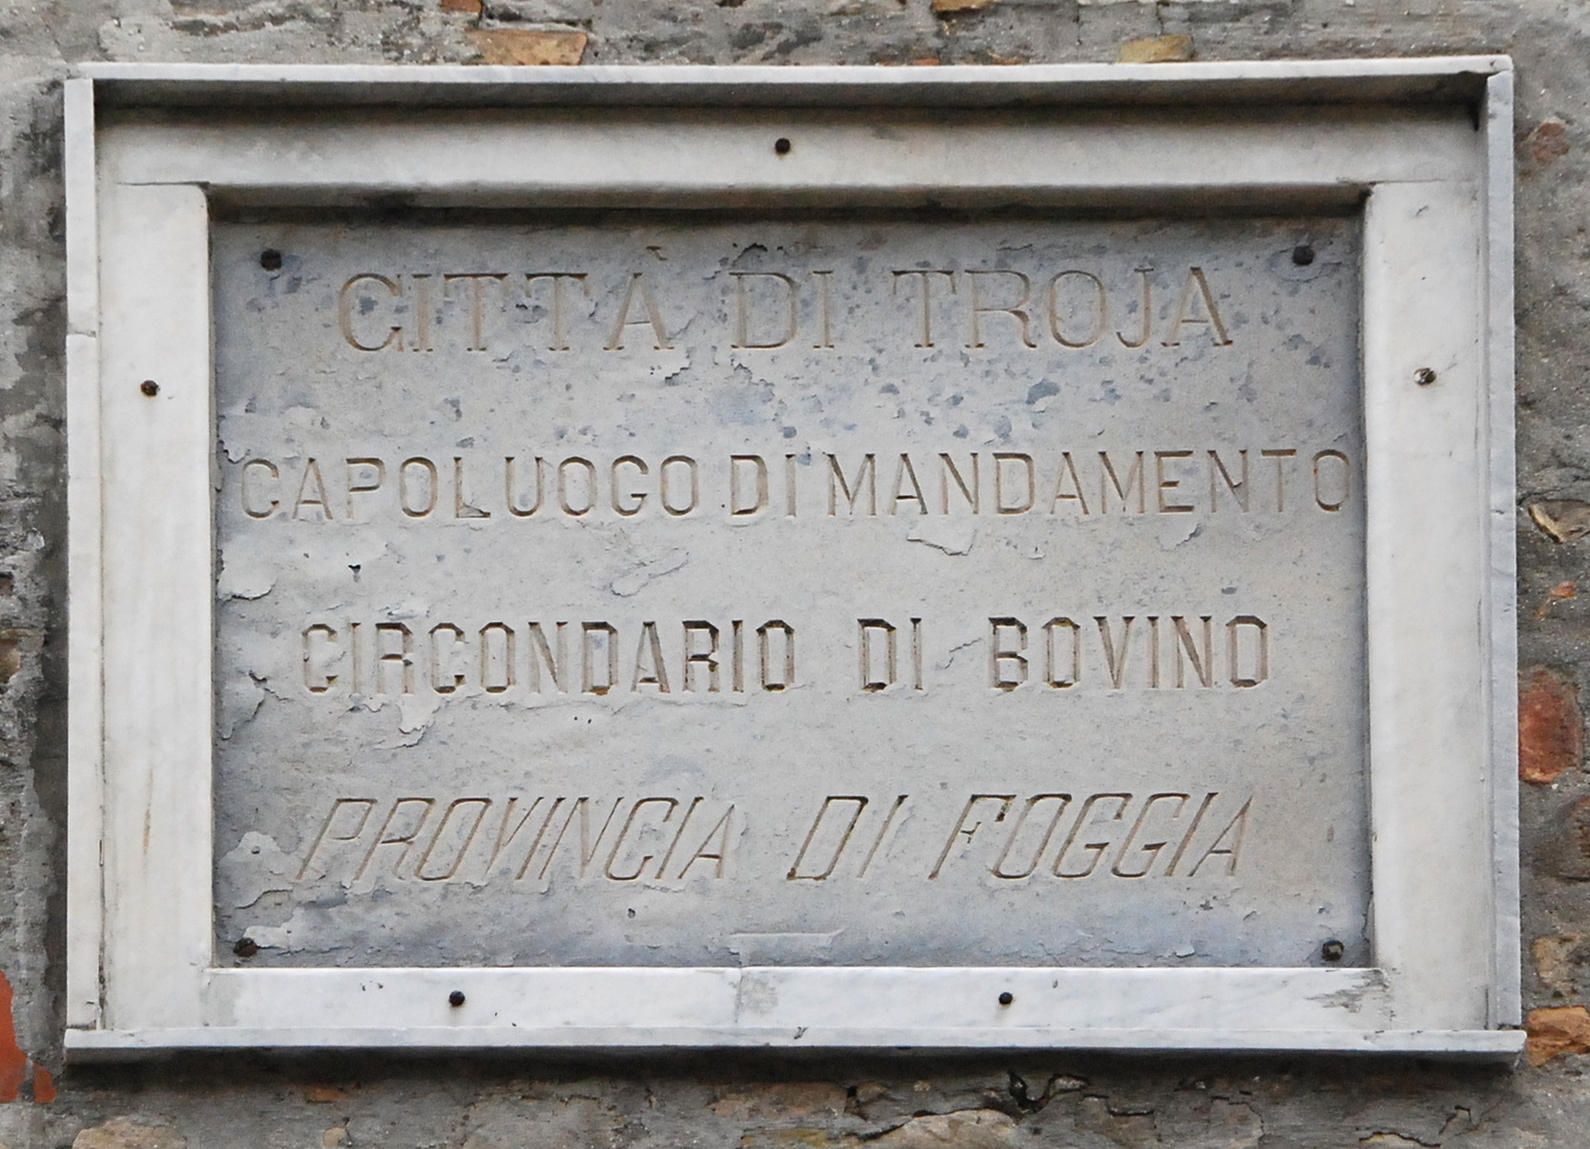 CITTÀ DI TROJA
CAPOLUOGO DI MANDAMENTO
CIRCONDARIO DI BOVINO
PROVINCIA DI FOGGIA